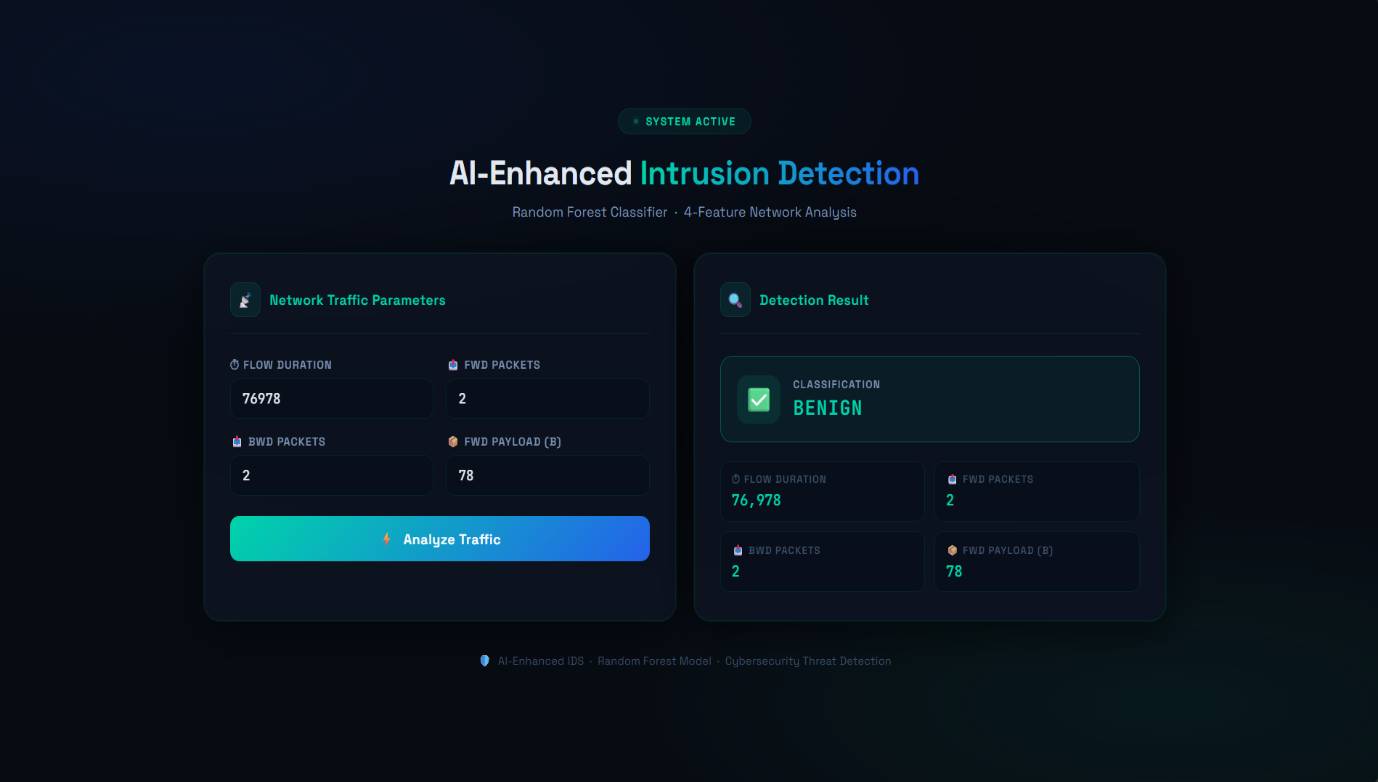 SYSTEM ACTIVE
AI-Enhanced Intrusion Detection
Random Forest Classifier · 4-Feature Network Analysis
Network Traffic Parameters
FLOW DURATION
76978
FWD PACKETS
2
BWD PACKETS
2
FWD PAYLOAD (B)
78
Analyze Traffic
Detection Result
CLASSIFICATION
BENIGN
FLOW DURATION
76,978
FWD PACKETS
2
BWD PACKETS
2
FWD PAYLOAD (B)
78
AI-Enhanced IDS · Random Forest Model · Cybersecurity Threat Detection